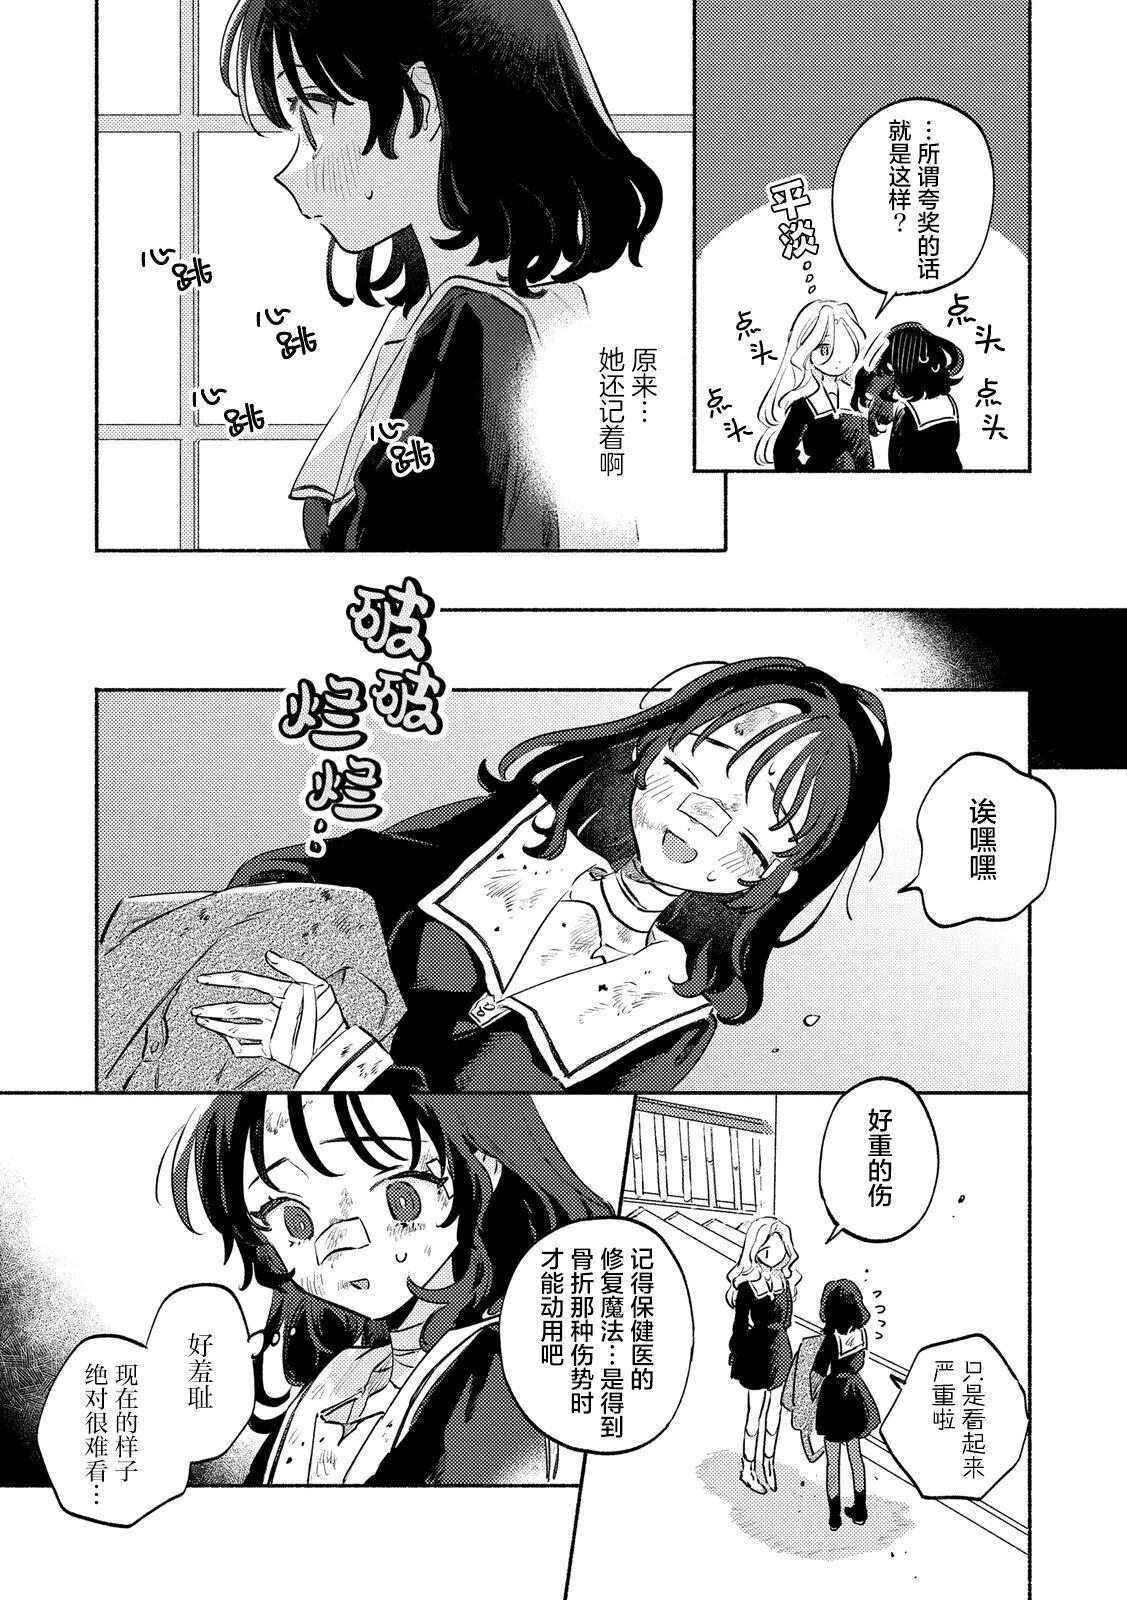 …所谓夸奖的话
就是这样？
平淡…
点头
点头
点头
点头
原来…
她还记着啊
心跳
心跳
心跳
心跳
破破
烂烂…
诶嘿嘿
好重的伤
只是看起来
严重啦
记得保健医的
修复魔法…是得到
骨折那种伤势时
才能动用吧
好羞耻
现在的样子
绝对很难看…